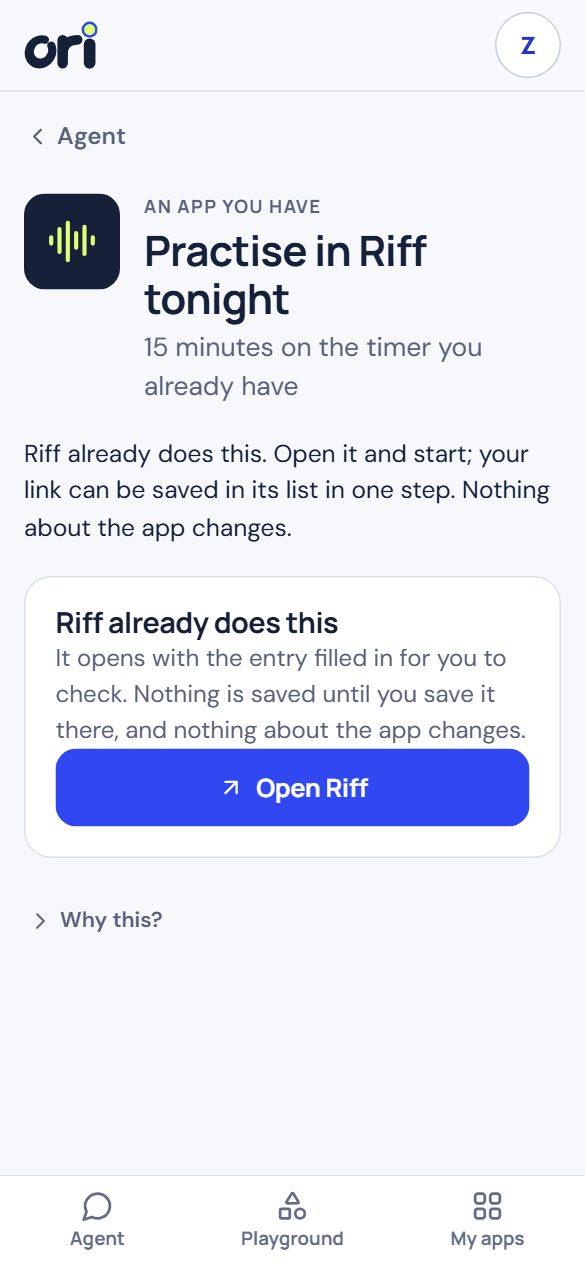 ori
Z
Agent
AN APP YOU HAVE
Practise in Riff
tonight
15 minutes on the timer you
already have
Riff already does this. Open it and start; your
link can be saved in its list in one step. Nothing
about the app changes.
Riff already does this
It opens with the entry filled in for you to
check. Nothing is saved until you save it
there, and nothing about the app changes.
Open Riff
Why this?
Agent
Playground
My apps